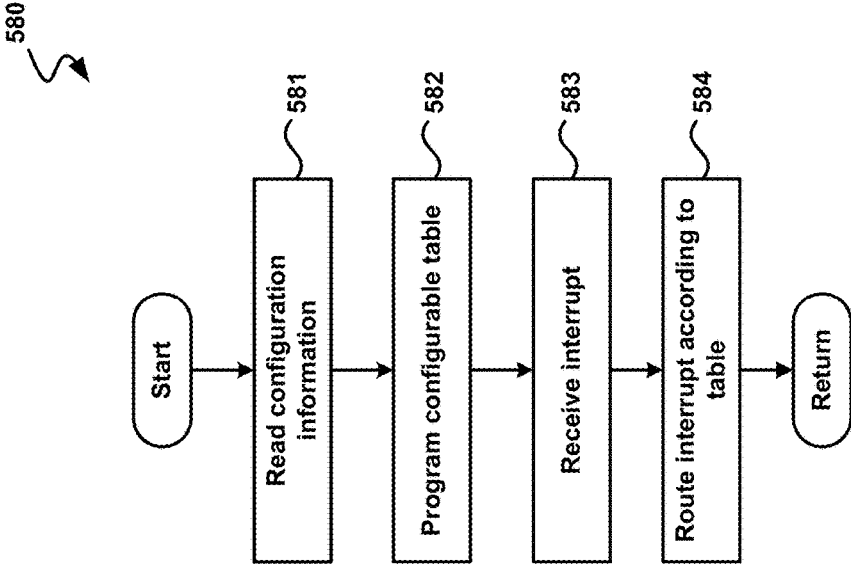 580
Start
Read configuration
information
581
Program configurable table
582
Receive interrupt
583
Route interrupt according to
table
584
Return